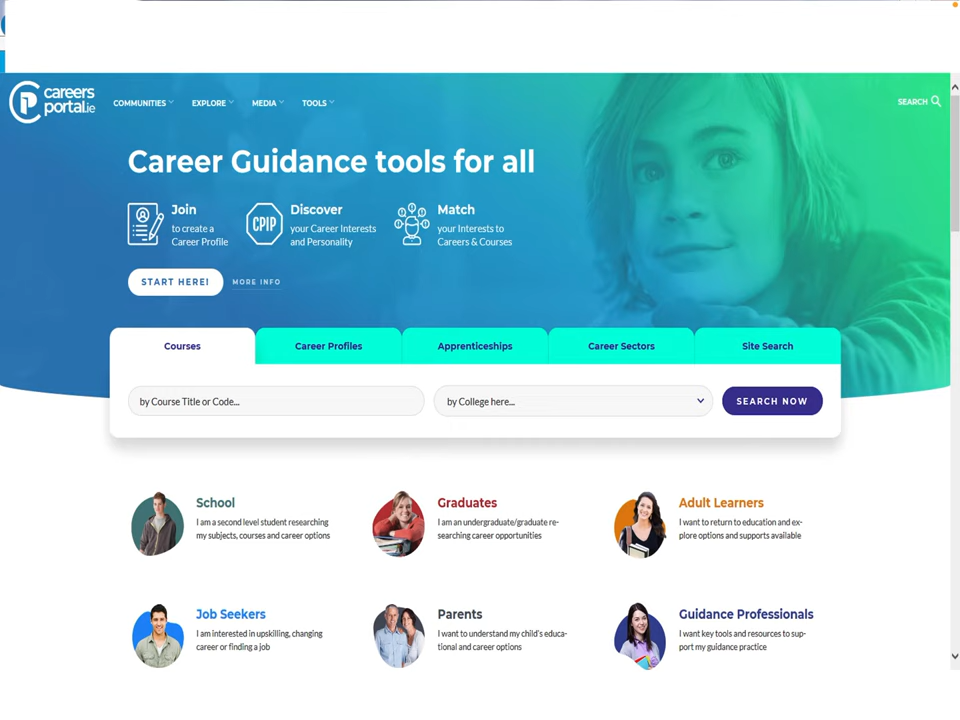 careers
portal.ie
COMMUNITIES EXPLORE MEDIA TOOLS SEARCH
Career Guidance tools for all
Join
to create a
Career Profile
CPIP
Discover
your Career Interests
and Personality
Match
your Interests to
Careers & Courses
START HERE! MORE INFO
Courses Career Profiles Apprenticeships Career Sectors Site Search
by Course Title or Code... by College here... SEARCH NOW
School
I am a second level student researching
my subjects, courses and career options
Graduates
I am an undergraduate/graduate re-
searching career opportunities
Adult Learners
I want to return to education and ex-
plore options and supports available
Job Seekers
I am interested in upskilling, changing
career or finding a job
Parents
I want to understand my child's educa-
tional and career options
Guidance Professionals
I want key tools and resources to sup-
port my guidance practice